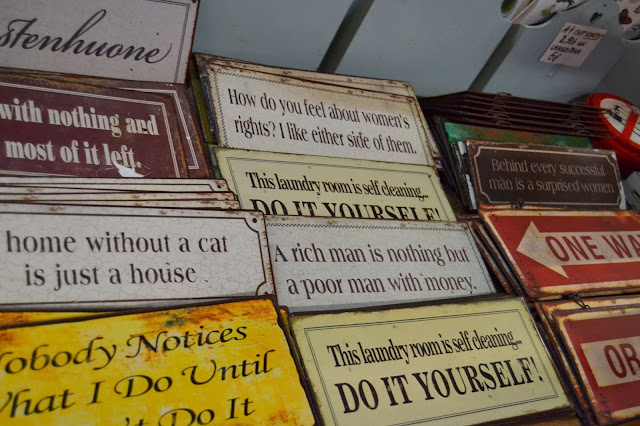 stenhuone
with nothing and
most of it left.
How do you feel about women's
rights? I like either side of them.
This laundry room is self cleaning...
DO IT YOURSELF!
Behind every successful
man is a surprised women
home without a cat
is just a house
A rich man is nothing but
a poor man with money.
ONE WA
Nobody Notices
What I Do Until
't Do It
This laundry room is self cleaning...
DO IT YOURSELF!
OR